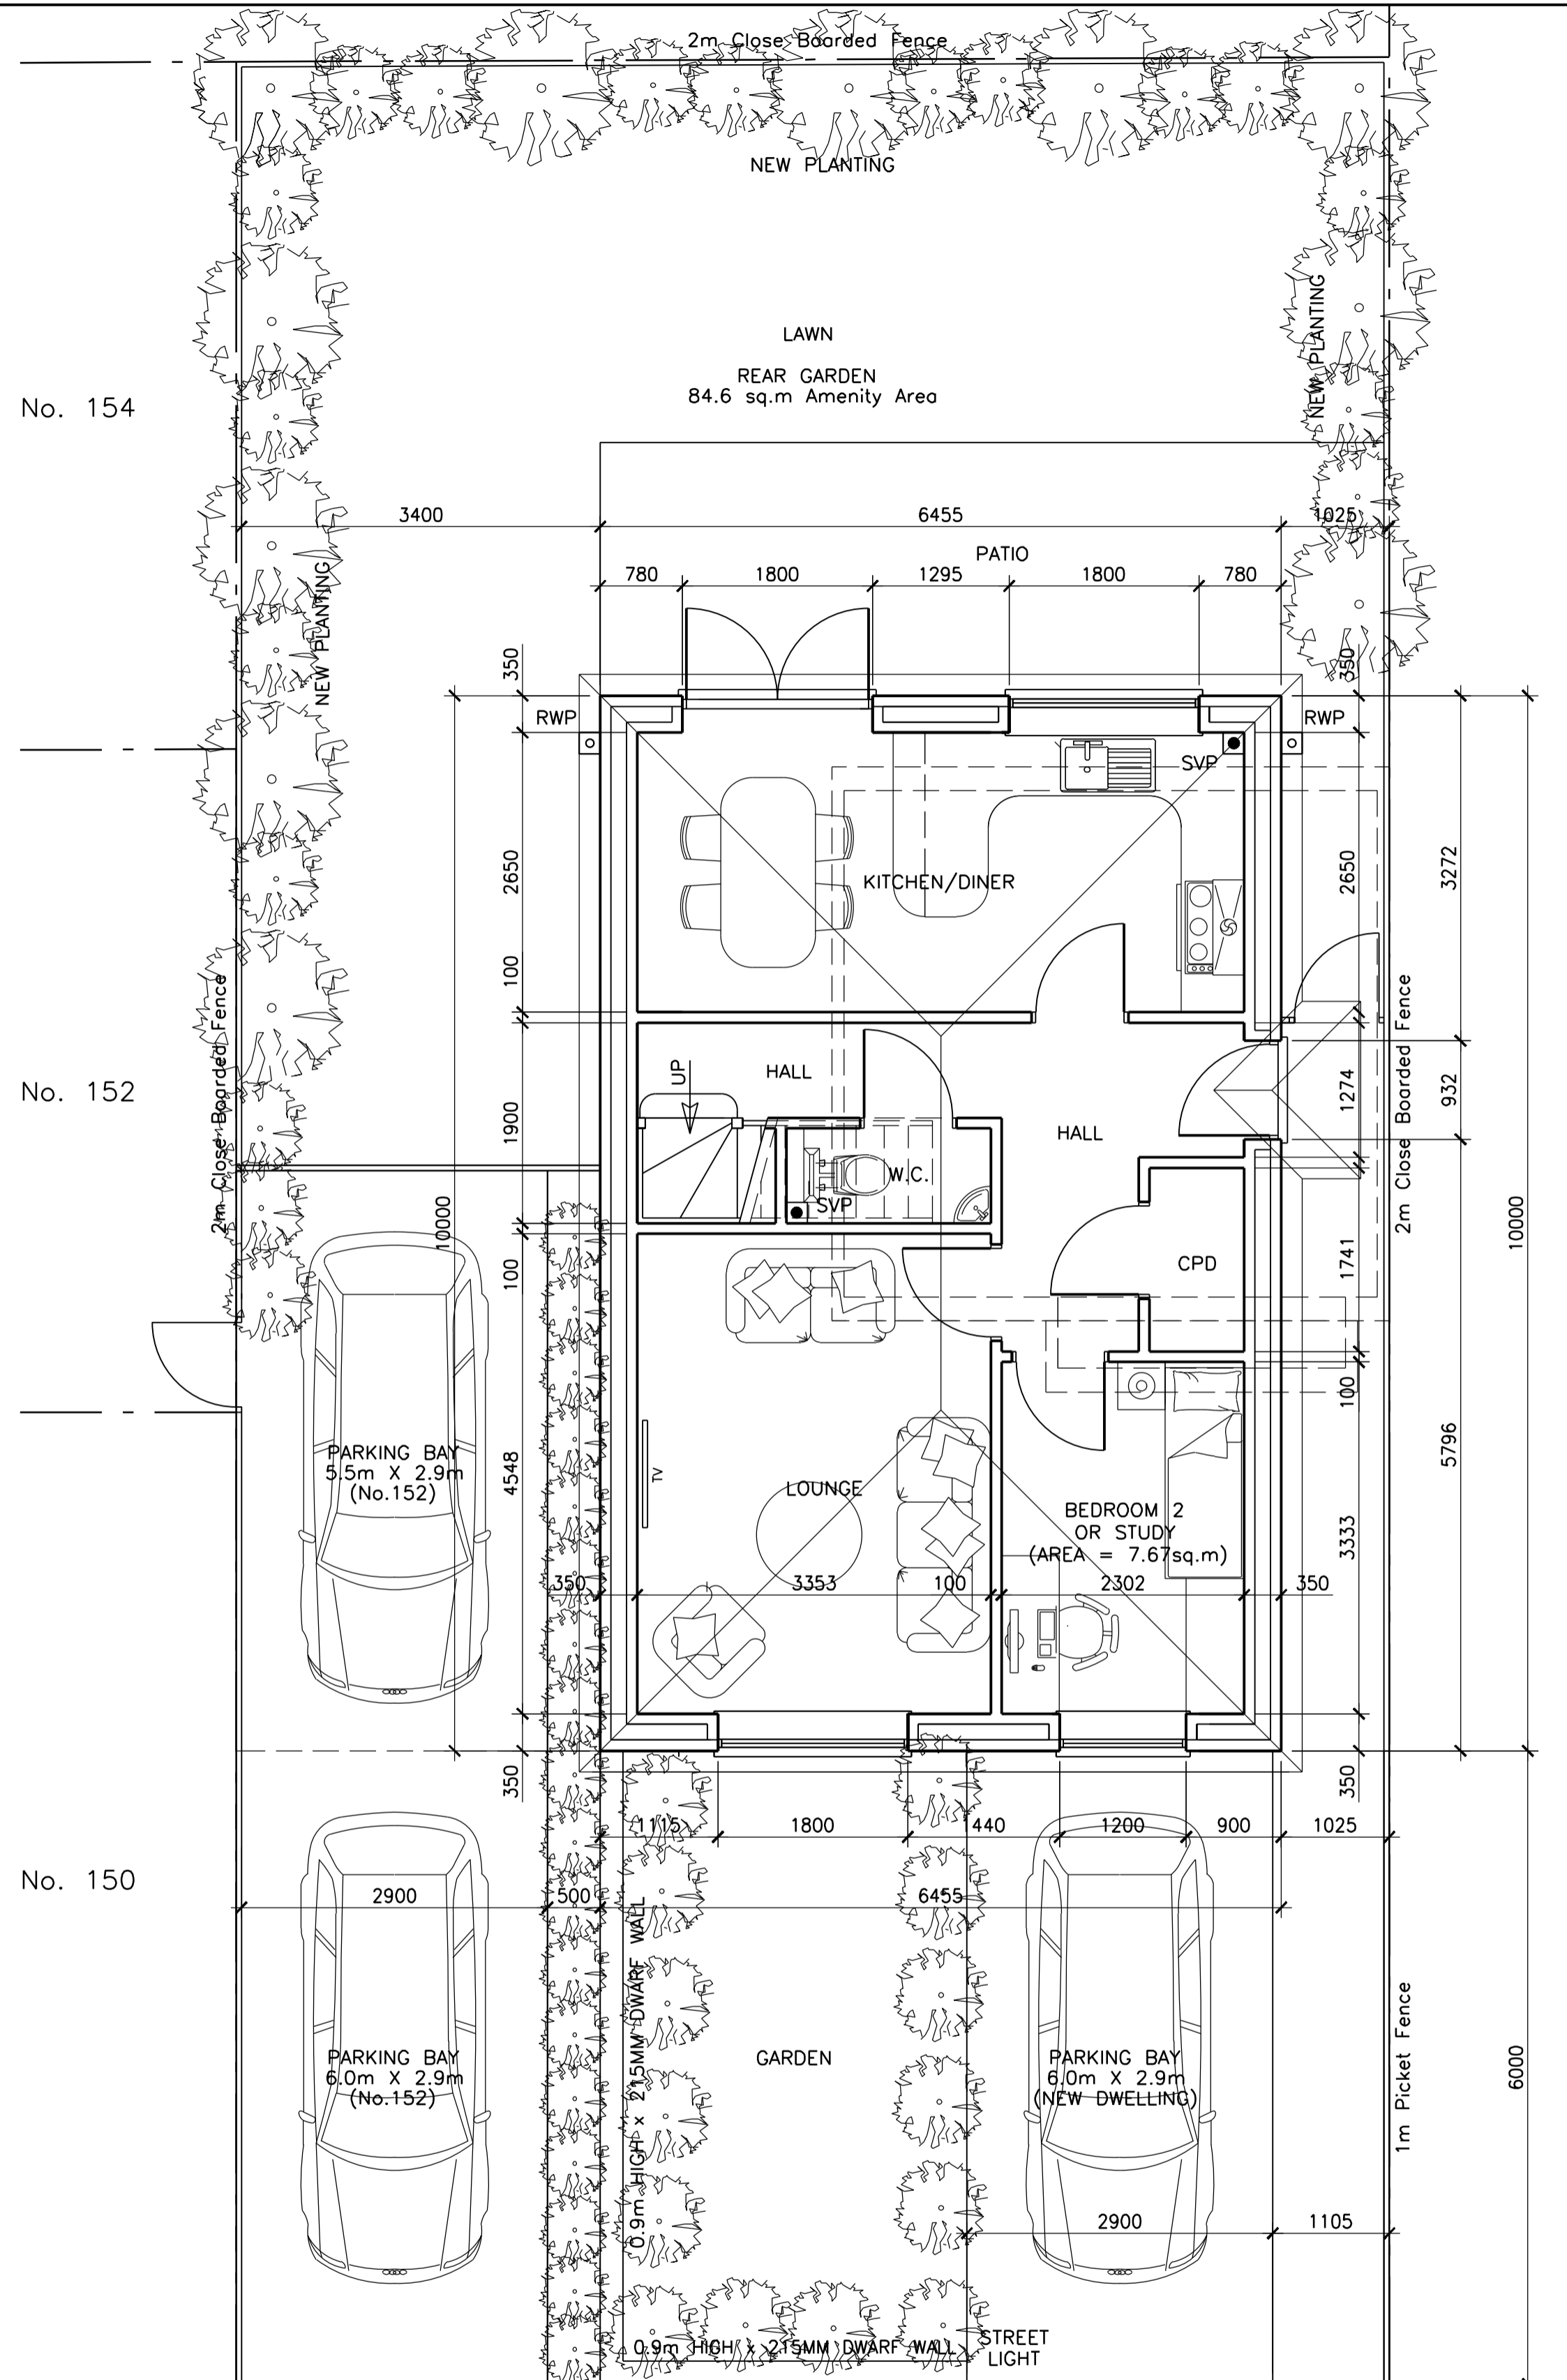 2m Close Boarded Fence
NEW PLANTING
LAWN
REAR GARDEN
84.6 sq.m Amenity Area
NEW PLANTING
No. 154
3400
6455
1025
PATIO
780
1800
1295
1800
780
NEW PLANTING
350
350
RWP
RWP
SVP
2650
KITCHEN/DINER
2650
3272
100
2m Close Boarded Fence
2m Close Boarded Fence
No. 152
UP
HALL
1900
HALL
1274
932
W.C.
SVP
10000
10000
100
CPD
1741
100
PARKING BAY
5.5m X 2.9m
(No.152)
4548
TV
LOUNGE
BEDROOM 2
OR STUDY
(AREA = 7.67sq.m)
3333
5796
350
3353
100
2302
350
350
350
1115
1800
440
1200
900
1025
No. 150
2900
500
6455
0.9m HIGH x 215MM DWARF WALL
PARKING BAY
6.0m X 2.9m
(No.152)
GARDEN
PARKING BAY
6.0m X 2.9m
(NEW DWELLING)
1m Picket Fence
6000
2900
1105
0.9m HIGH x 215MM DWARF WALL
STREET
LIGHT